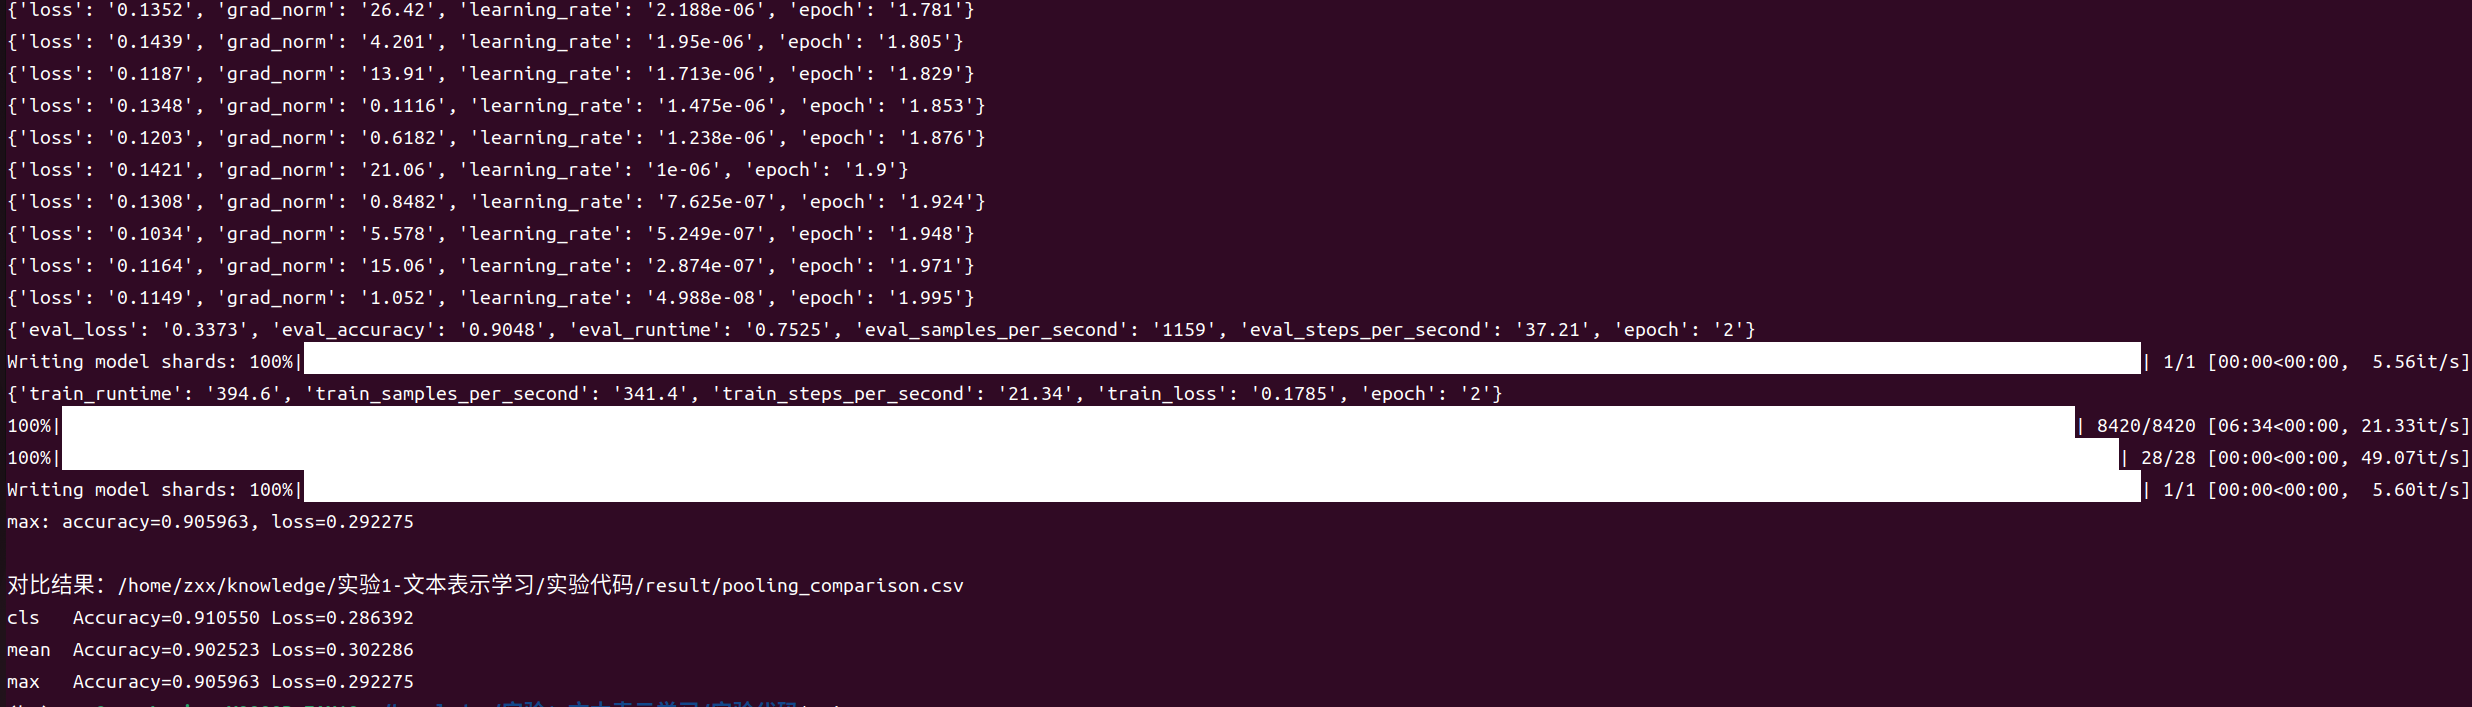 {'loss': '0.1352', 'grad_norm': '26.42', 'learning_rate': '2.188e-06', 'epoch': '1.781'}
{'loss': '0.1439', 'grad_norm': '4.201', 'learning_rate': '1.95e-06', 'epoch': '1.805'}
{'loss': '0.1187', 'grad_norm': '13.91', 'learning_rate': '1.713e-06', 'epoch': '1.829'}
{'loss': '0.1348', 'grad_norm': '0.1116', 'learning_rate': '1.475e-06', 'epoch': '1.853'}
{'loss': '0.1203', 'grad_norm': '0.6182', 'learning_rate': '1.238e-06', 'epoch': '1.876'}
{'loss': '0.1421', 'grad_norm': '21.06', 'learning_rate': '1e-06', 'epoch': '1.9'}
{'loss': '0.1308', 'grad_norm': '0.8482', 'learning_rate': '7.625e-07', 'epoch': '1.924'}
{'loss': '0.1034', 'grad_norm': '5.578', 'learning_rate': '5.249e-07', 'epoch': '1.948'}
{'loss': '0.1164', 'grad_norm': '15.06', 'learning_rate': '2.874e-07', 'epoch': '1.971'}
{'loss': '0.1149', 'grad_norm': '1.052', 'learning_rate': '4.988e-08', 'epoch': '1.995'}
{'eval_loss': '0.3373', 'eval_accuracy': '0.9048', 'eval_runtime': '0.7525', 'eval_samples_per_second': '1159', 'eval_steps_per_second': '37.21', 'epoch': '2'}
Writing model shards: 100%| | 1/1 [00:00<00:00,  5.56it/s]
{'train_runtime': '394.6', 'train_samples_per_second': '341.4', 'train_steps_per_second': '21.34', 'train_loss': '0.1785', 'epoch': '2'}
100%| | 8420/8420 [06:34<00:00, 21.33it/s]
100%| | 28/28 [00:00<00:00, 49.07it/s]
Writing model shards: 100%| | 1/1 [00:00<00:00,  5.60it/s]
max: accuracy=0.905963, loss=0.292275
对比结果: /home/zxx/knowledge/实验1-文本表示学习/实验代码/result/pooling_comparison.csv
cls   Accuracy=0.910550 Loss=0.286392
mean  Accuracy=0.902523 Loss=0.302286
max   Accuracy=0.905963 Loss=0.292275